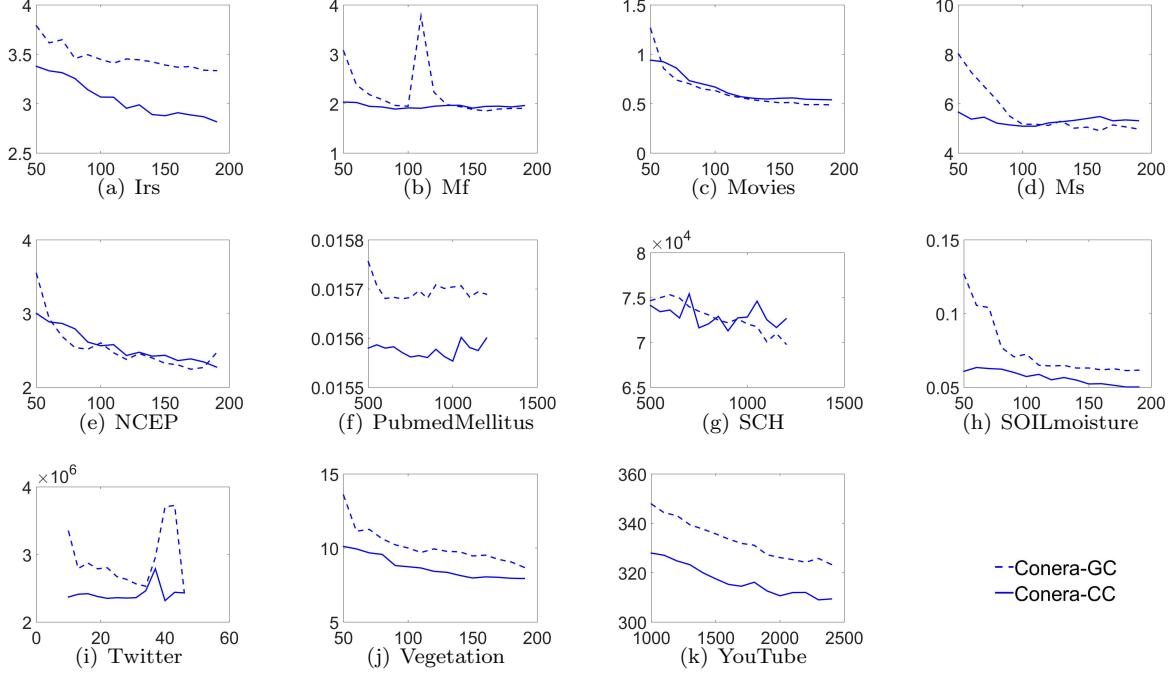 4
3.5
3
2.5
50 100 150 200
(a) Irs
4
3
2
1
50 100 150 200
(b) Mf
1.5
1
0.5
0
50 100 150 200
(c) Movies
10
8
6
4
50 100 150 200
(d) Ms
4
3
2
50 100 150 200
(e) NCEP
0.0158
0.0157
0.0156
0.0155
500 1000 1500
(f) PubmedMellitus
×10^4
8
7.5
7
6.5
500 1000 1500
(g) SCH
0.15
0.1
0.05
50 100 150 200
(h) SOILmoisture
×10^6
4
3
2
0 20 40 60
(i) Twitter
15
10
5
50 100 150 200
(j) Vegetation
360
340
320
300
1000 1500 2000 2500
(k) YouTube
Conera-GC
Conera-CC